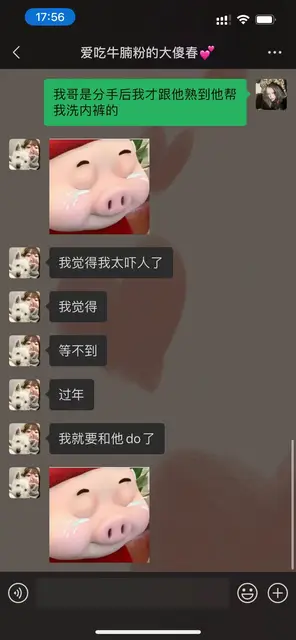 17:56
爱吃牛腩粉的大傻春💕
我哥是分手后我才跟他熟到他帮
我洗内裤的
我觉得我太吓人了
我觉得
等不到
过年
我就要和他do了